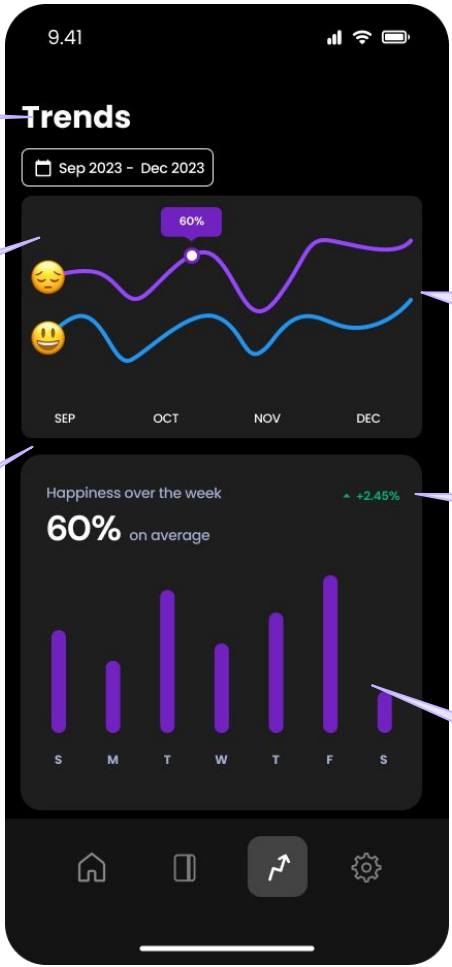 9.41
Trends
Sep 2023 - Dec 2023
60%
SEP OCT NOV DEC
Happiness over the week
+2.45%
60% on average
S M T W T F S